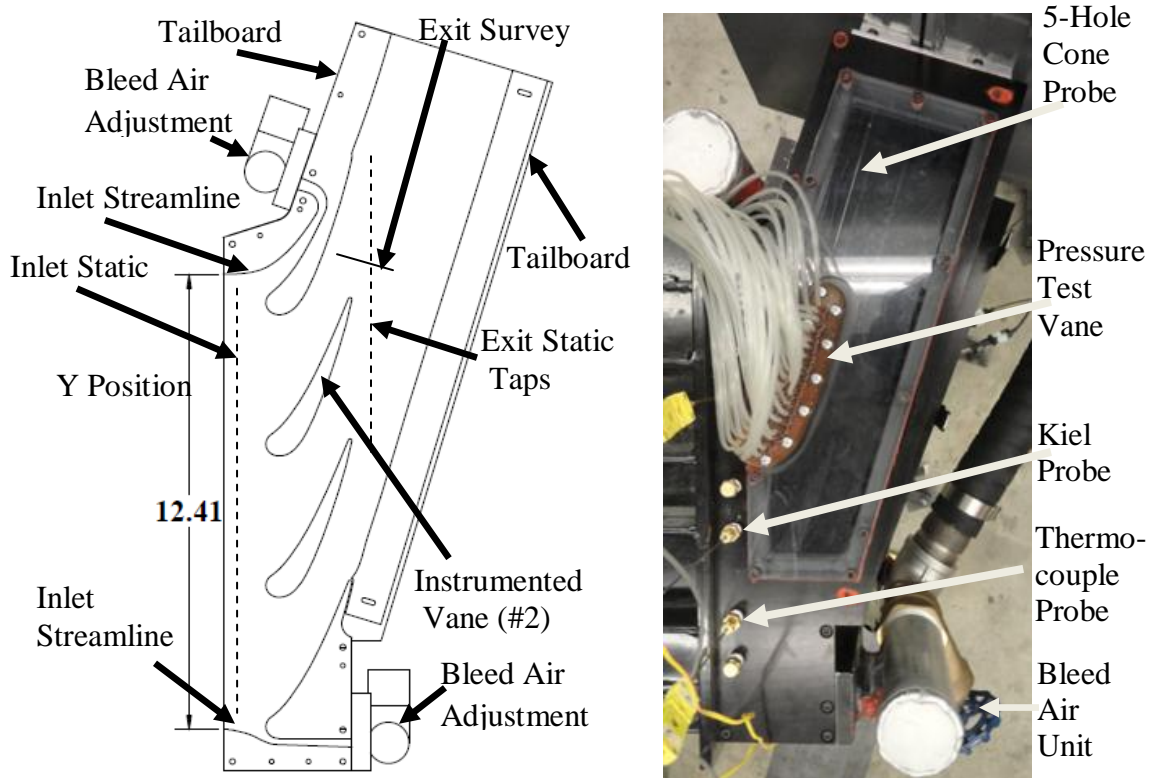 Tailboard
Exit Survey
Bleed Air
Adjustment
Inlet Streamline
Inlet Static
Tailboard
Exit Static
Taps
Y Position
12.41
Instrumented
Vane (#2)
Inlet
Streamline
Bleed Air
Adjustment
5-Hole
Cone
Probe
Pressure
Test
Vane
Kiel
Probe
Thermo-
couple
Probe
Bleed
Air
Unit